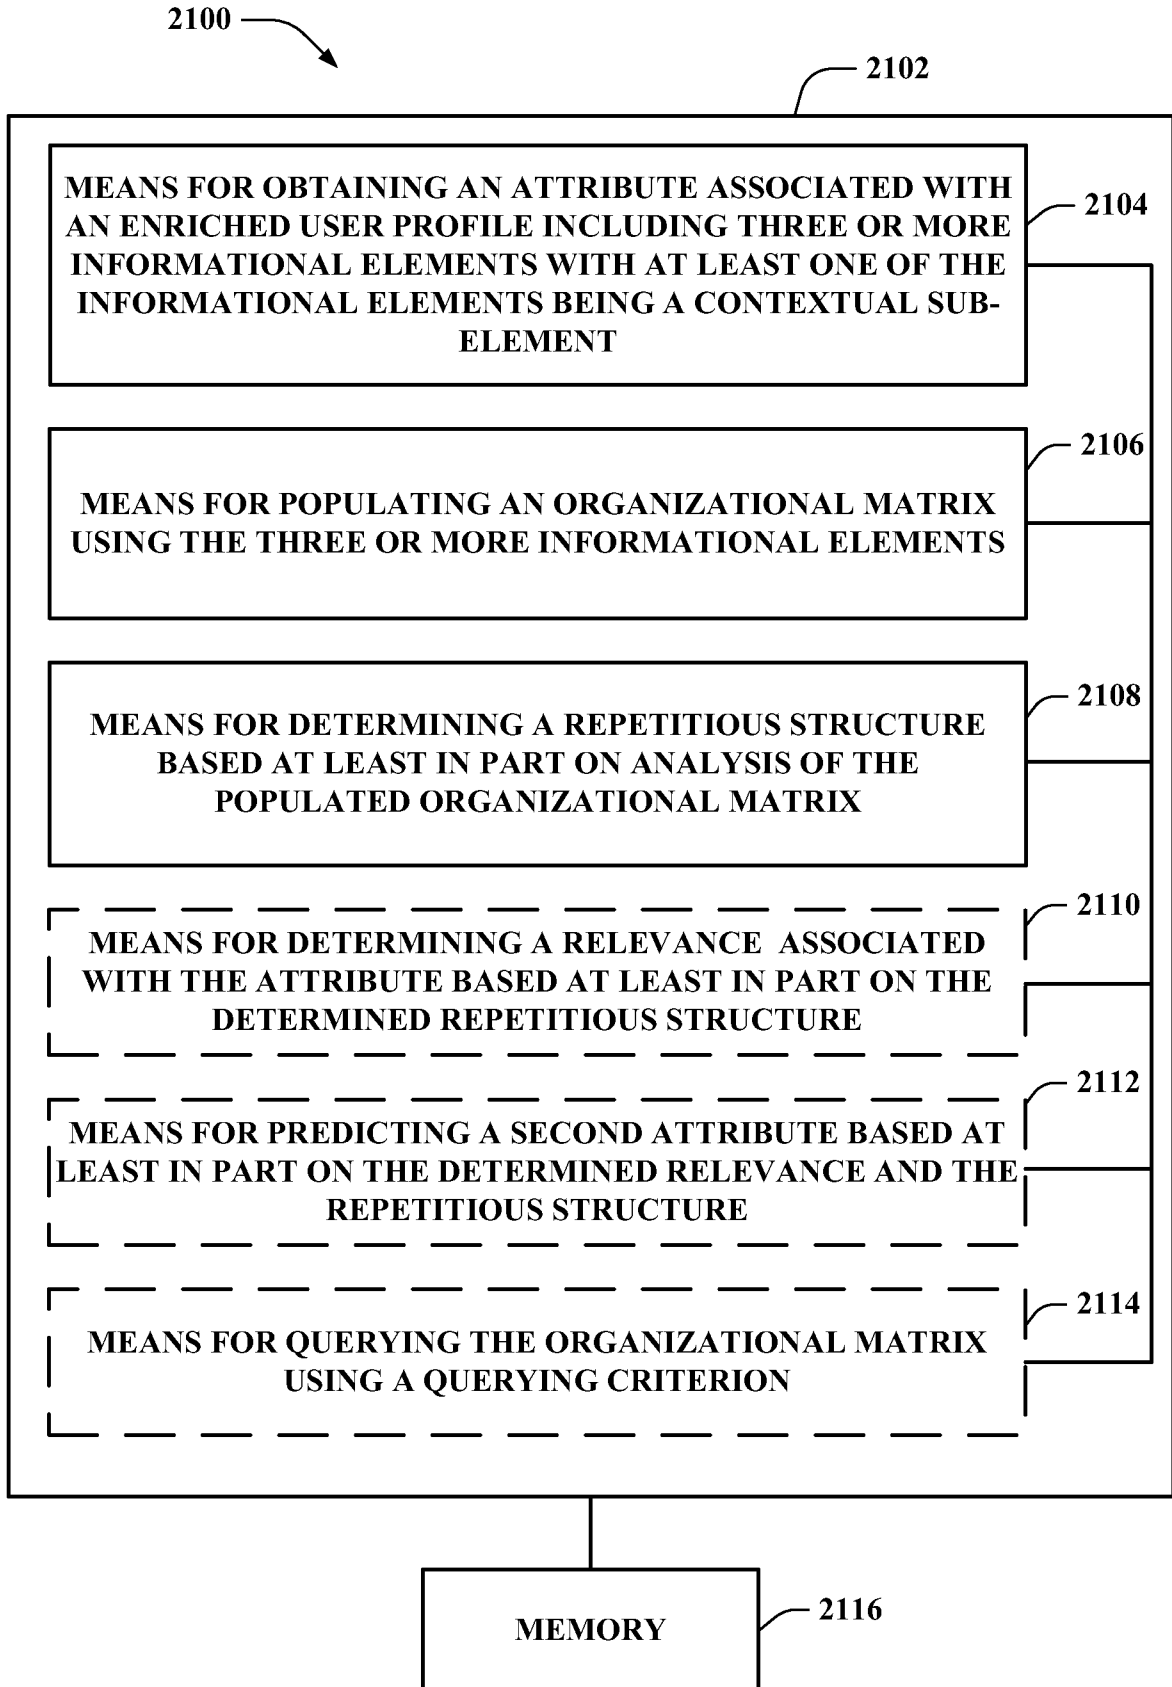 2100
2102
MEANS FOR OBTAINING AN ATTRIBUTE ASSOCIATED WITH
AN ENRICHED USER PROFILE INCLUDING THREE OR MORE
INFORMATIONAL ELEMENTS WITH AT LEAST ONE OF THE
INFORMATIONAL ELEMENTS BEING A CONTEXTUAL SUB-
ELEMENT
2104
MEANS FOR POPULATING AN ORGANIZATIONAL MATRIX
USING THE THREE OR MORE INFORMATIONAL ELEMENTS
2106
MEANS FOR DETERMINING A REPETITIOUS STRUCTURE
BASED AT LEAST IN PART ON ANALYSIS OF THE
POPULATED ORGANIZATIONAL MATRIX
2108
MEANS FOR DETERMINING A RELEVANCE ASSOCIATED
WITH THE ATTRIBUTE BASED AT LEAST IN PART ON THE
DETERMINED REPETITIOUS STRUCTURE
2110
MEANS FOR PREDICTING A SECOND ATTRIBUTE BASED AT
LEAST IN PART ON THE DETERMINED RELEVANCE AND THE
REPETITIOUS STRUCTURE
2112
MEANS FOR QUERYING THE ORGANIZATIONAL MATRIX
USING A QUERYING CRITERION
2114
MEMORY
2116